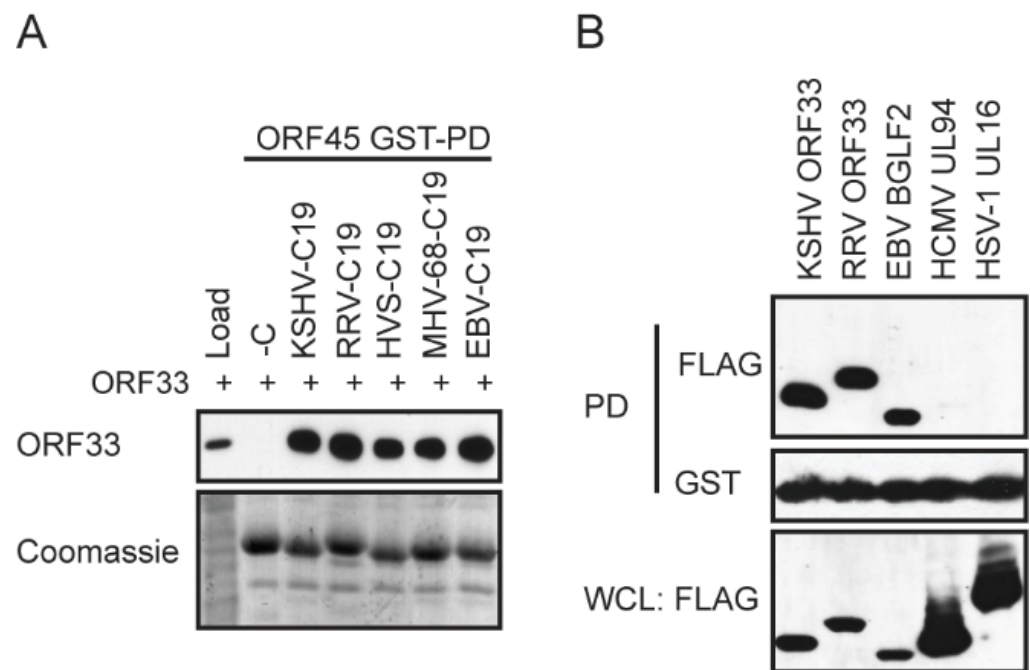 A
ORF45 GST-PD
Load
-C
KSHV-C19
RRV-C19
HVS-C19
MHV-68-C19
EBV-C19
ORF33 + + + + + + +
ORF33
Coomassie
B
KSHV ORF33
RRV ORF33
EBV BGLF2
HCMV UL94
HSV-1 UL16
PD
FLAG
GST
WCL: FLAG